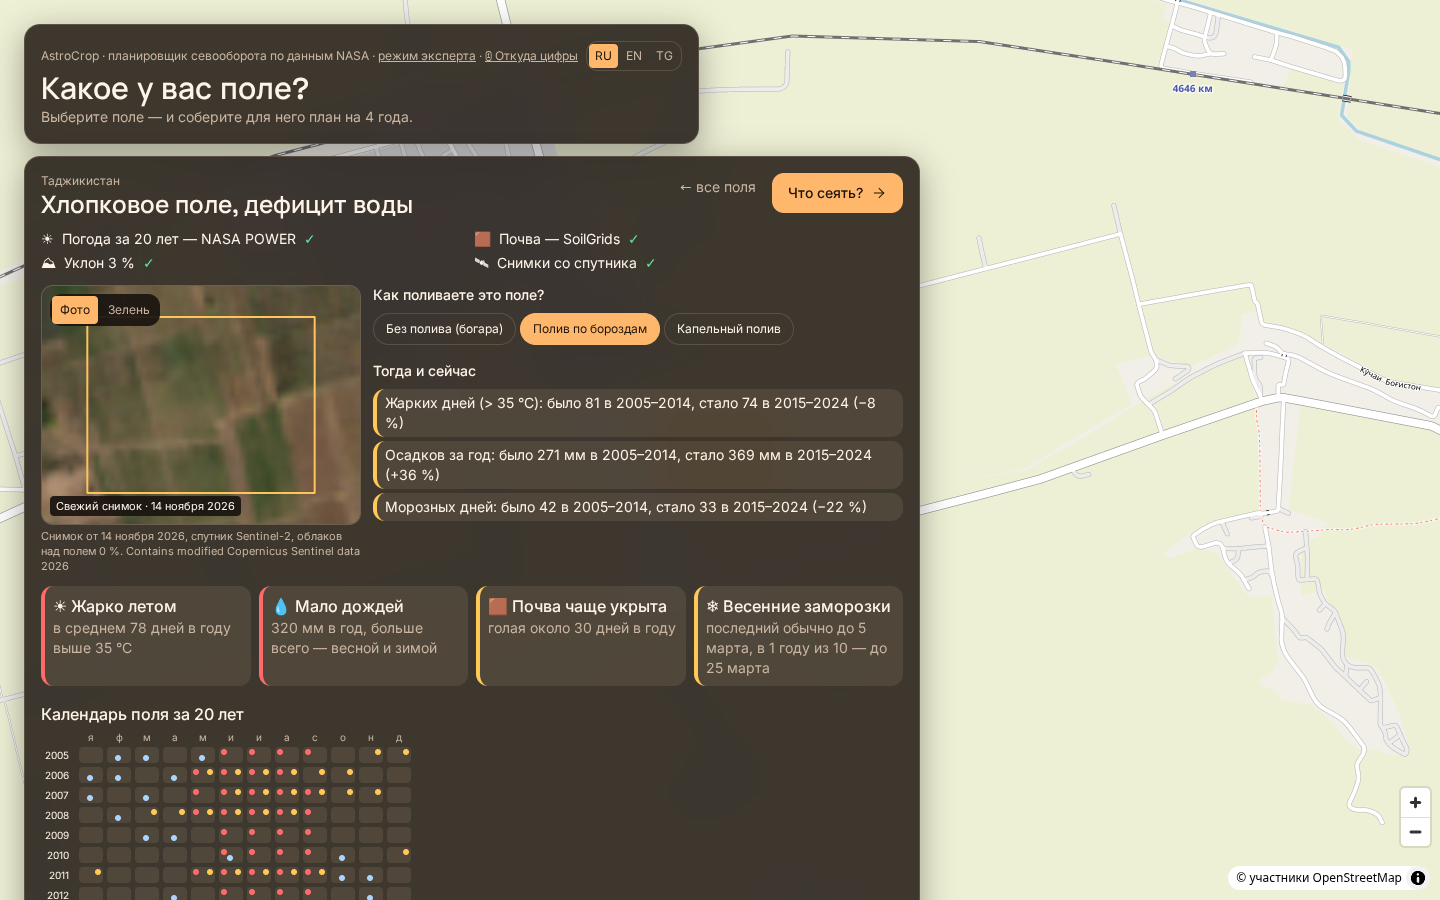 AstroCrop · планировщик севооборота по данным NASA · режим эксперта · Откуда цифры
RU EN TG
Какое у вас поле?
Выберите поле — и соберите для него план на 4 года.
Таджикистан
Хлопковое поле, дефицит воды
← все поля
Что сеять? →
☀ Погода за 20 лет — NASA POWER ✓
Почва — SoilGrids ✓
Уклон 3 % ✓
Снимки со спутника ✓
Фото Зелень
Свежий снимок · 14 ноября 2026
Снимок от 14 ноября 2026, спутник Sentinel-2, облаков
над полем 0 %. Contains modified Copernicus Sentinel data
2026
Как поливаете это поле?
Без полива (богара)
Полив по бороздам
Капельный полив
Тогда и сейчас
Жарких дней (> 35 °C): было 81 в 2005–2014, стало 74 в 2015–2024 (−8
%)
Осадков за год: было 271 мм в 2005–2014, стало 369 мм в 2015–2024
(+36 %)
Морозных дней: было 42 в 2005–2014, стало 33 в 2015–2024 (−22 %)
☀ Жарко летом
в среднем 78 дней в году
выше 35 °C
💧 Мало дождей
320 мм в год, больше
всего — весной и зимой
Почва чаще укрыта
голая около 30 дней в году
❄ Весенние заморозки
последний обычно до 5
марта, в 1 году из 10 — до
25 марта
Календарь поля за 20 лет
я ф м а м и и а с о н д
2005
2006
2007
2008
2009
2010
2011
2012
4646 км
Кӯчаи Боғистон
+
−
© участники OpenStreetMap